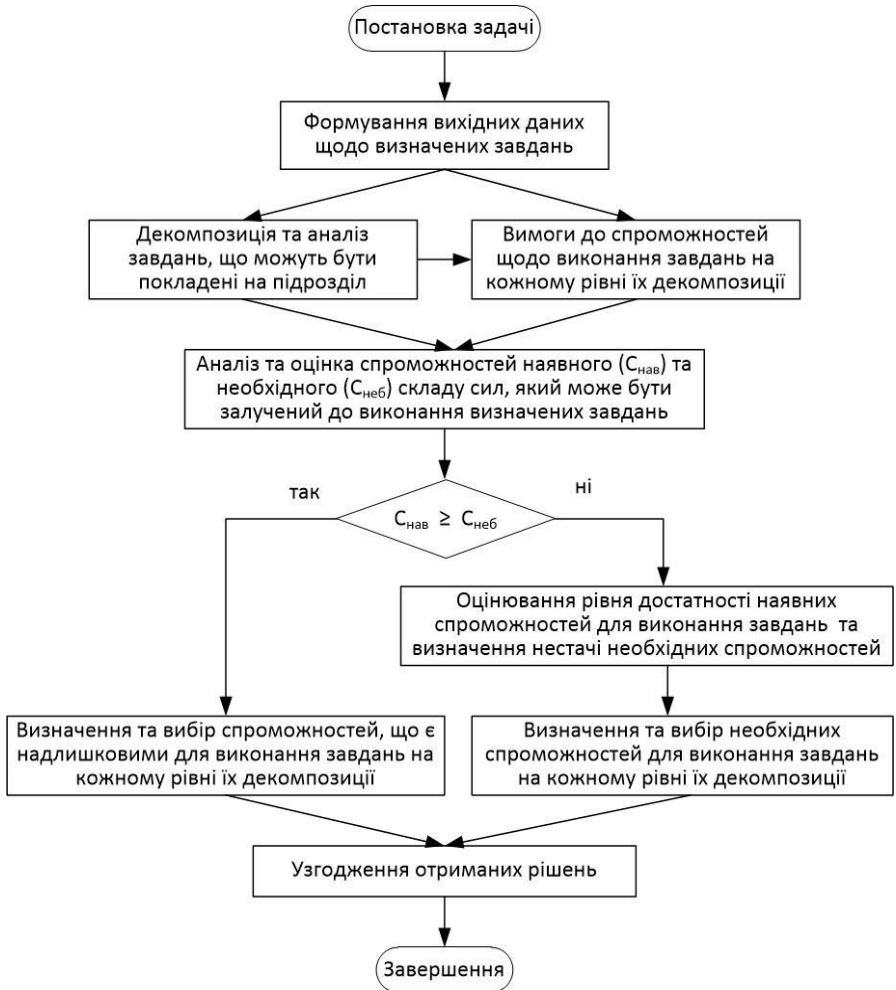 Постановка задачі
Формування вихідних даних
щодо визначених завдань
Декомпозиція та аналіз
завдань, що можуть бути
покладені на підрозділ
Вимоги до спроможностей
щодо виконання завдань на
кожному рівні їх декомпозиції
Аналіз та оцінка спроможностей наявного (Снав) та
необхідного (Снеб) складу сил, який може бути
залучений до виконання визначених завдань
так
ні
Снав ≥ Снеб
Оцінювання рівня достатності наявних
спроможностей для виконання завдань та
визначення нестачі необхідних спроможностей
Визначення та вибір спроможностей, що є
надлишковими для виконання завдань на
кожному рівні їх декомпозиції
Визначення та вибір необхідних
спроможностей для виконання завдань
на кожному рівні їх декомпозиції
Узгодження отриманих рішень
Завершення